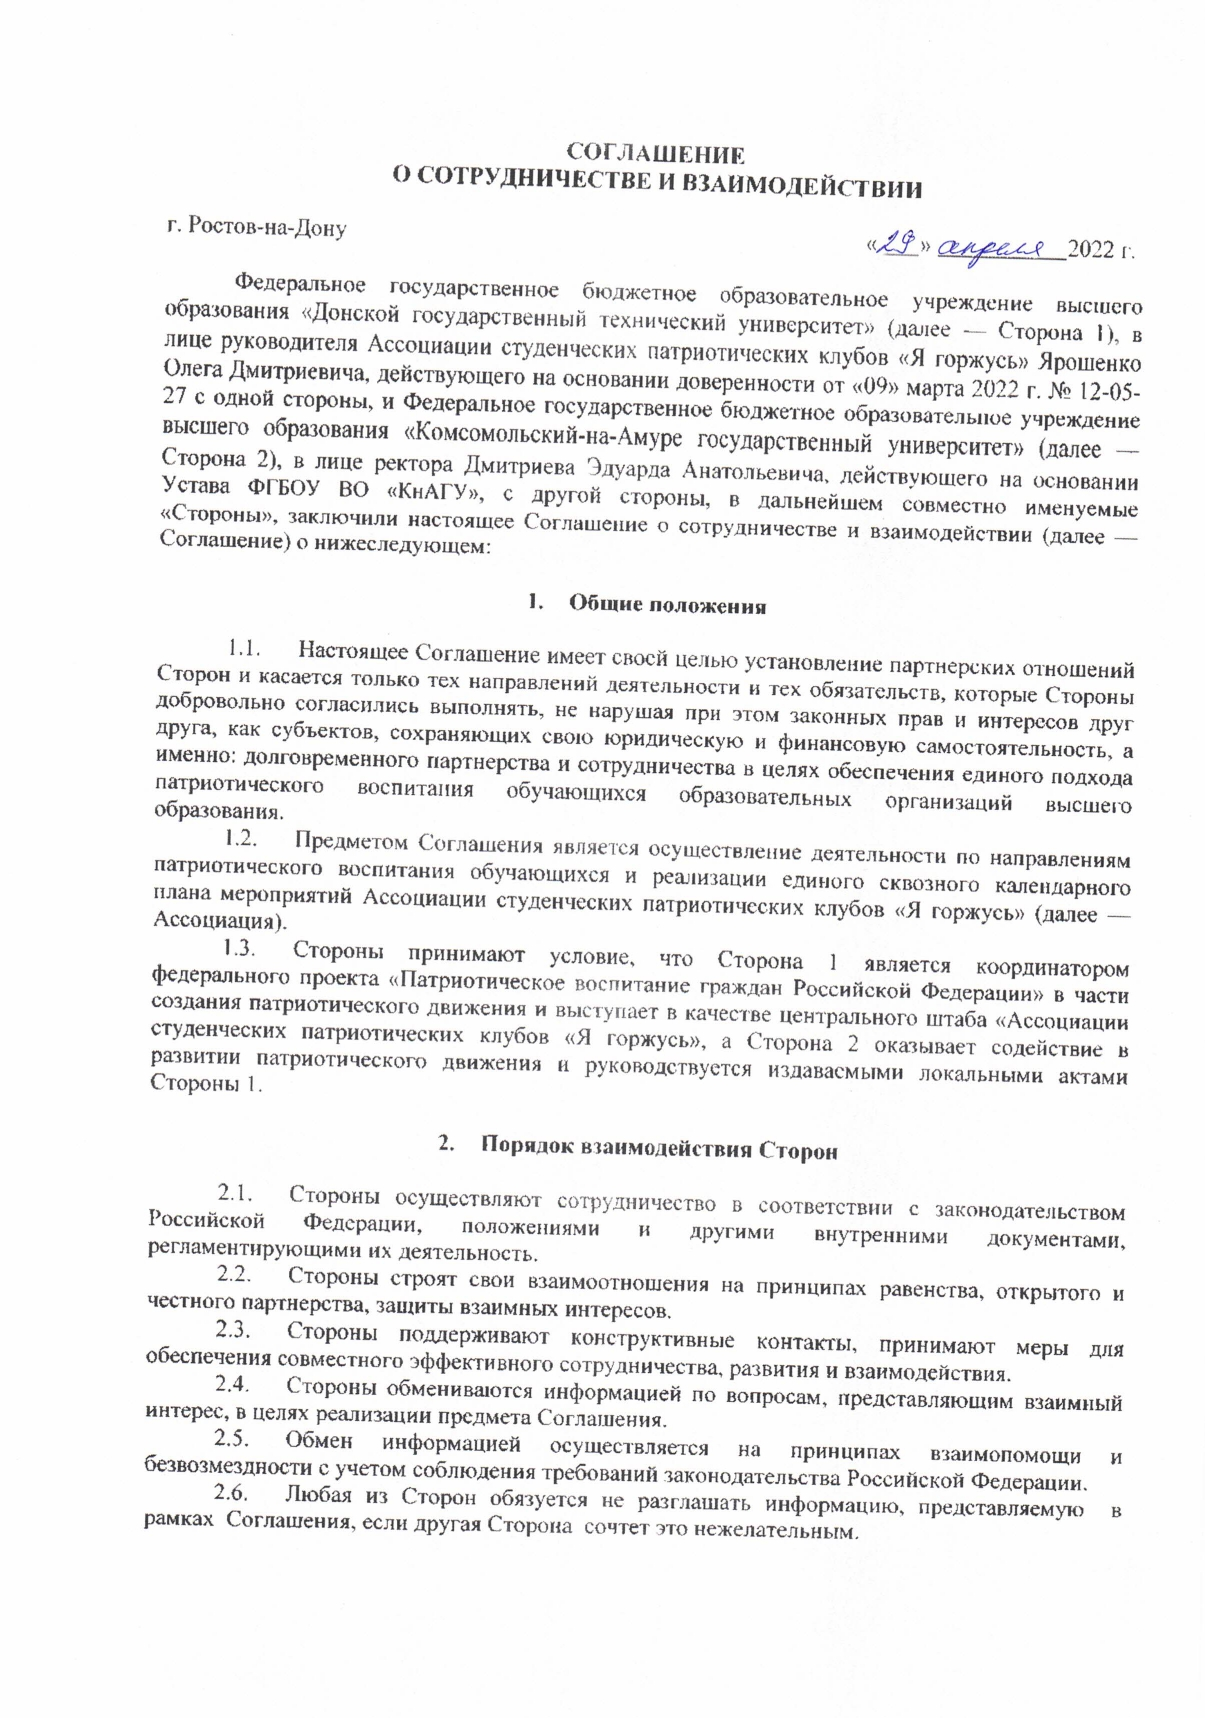 СОГЛАШЕНИЕ
О СОТРУДНИЧЕСТВЕ И ВЗАИМОДЕЙСТВИИ
г. Ростов-на-Дону
«29» апреля 2022 г.
Федеральное государственное бюджетное образовательное учреждение высшего
образования «Донской государственный технический университет» (далее — Сторона 1), в
лице руководителя Ассоциации студенческих патриотических клубов «Я горжусь» Ярошенко
Олега Дмитриевича, действующего на основании доверенности от «09» марта 2022 г. № 12-05-
27 с одной стороны, и Федеральное государственное бюджетное образовательное учреждение
высшего образования «Комсомольский-на-Амуре государственный университет» (далее —
Сторона 2), в лице ректора Дмитриева Эдуарда Анатольевича, действующего на основании
Устава ФГБОУ ВО «КнАГУ», с другой стороны, в дальнейшем совместно именуемые
«Стороны», заключили настоящее Соглашение о сотрудничестве и взаимодействии (далее —
Соглашение) о нижеследующем:
1. Общие положения
1.1. Настоящее Соглашение имеет своей целью установление партнерских отношений
Сторон и касается только тех направлений деятельности и тех обязательств, которые Стороны
добровольно согласились выполнять, не нарушая при этом законных прав и интересов друг
друга, как субъектов, сохраняющих свою юридическую и финансовую самостоятельность, а
именно: долговременного партнерства и сотрудничества в целях обеспечения единого подхода
патриотического воспитания обучающихся образовательных организаций высшего
образования.
1.2. Предметом Соглашения является осуществление деятельности по направлениям
патриотического воспитания обучающихся и реализации единого сквозного календарного
плана мероприятий Ассоциации студенческих патриотических клубов «Я горжусь» (далее —
Ассоциация).
1.3. Стороны принимают условие, что Сторона 1 является координатором
федерального проекта «Патриотическое воспитание граждан Российской Федерации» в части
создания патриотического движения и выступает в качестве центрального штаба «Ассоциации
студенческих патриотических клубов «Я горжусь», а Сторона 2 оказывает содействие в
развитии патриотического движения и руководствуется издаваемыми локальными актами
Стороны 1.
2. Порядок взаимодействия Сторон
2.1. Стороны осуществляют сотрудничество в соответствии с законодательством
Российской Федерации, положениями и другими внутренними документами,
регламентирующими их деятельность.
2.2. Стороны строят свои взаимоотношения на принципах равенства, открытого и
честного партнерства, защиты взаимных интересов.
2.3. Стороны поддерживают конструктивные контакты, принимают меры для
обеспечения совместного эффективного сотрудничества, развития и взаимодействия.
2.4. Стороны обмениваются информацией по вопросам, представляющим взаимный
интерес, в целях реализации предмета Соглашения.
2.5. Обмен информацией осуществляется на принципах взаимопомощи и
безвозмездности с учетом соблюдения требований законодательства Российской Федерации.
2.6. Любая из Сторон обязуется не разглашать информацию, представляемую в
рамках Соглашения, если другая Сторона сочтет это нежелательным.